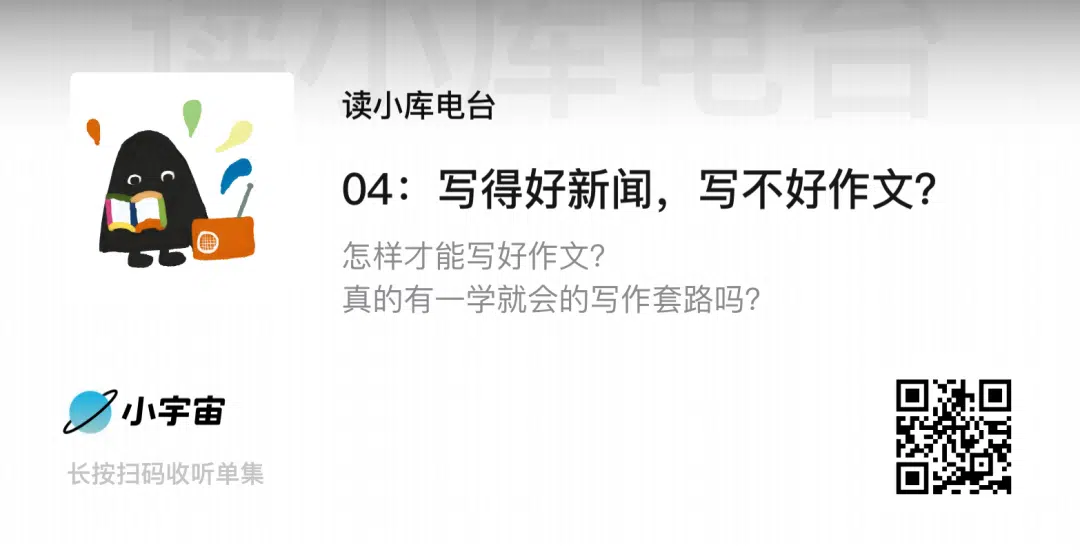 读小库电台
读小库电台
04：写得好新闻，写不好作文？
怎样才能写好作文？
真的有一学就会的写作套路吗？
小宇宙
长按扫码收听单集